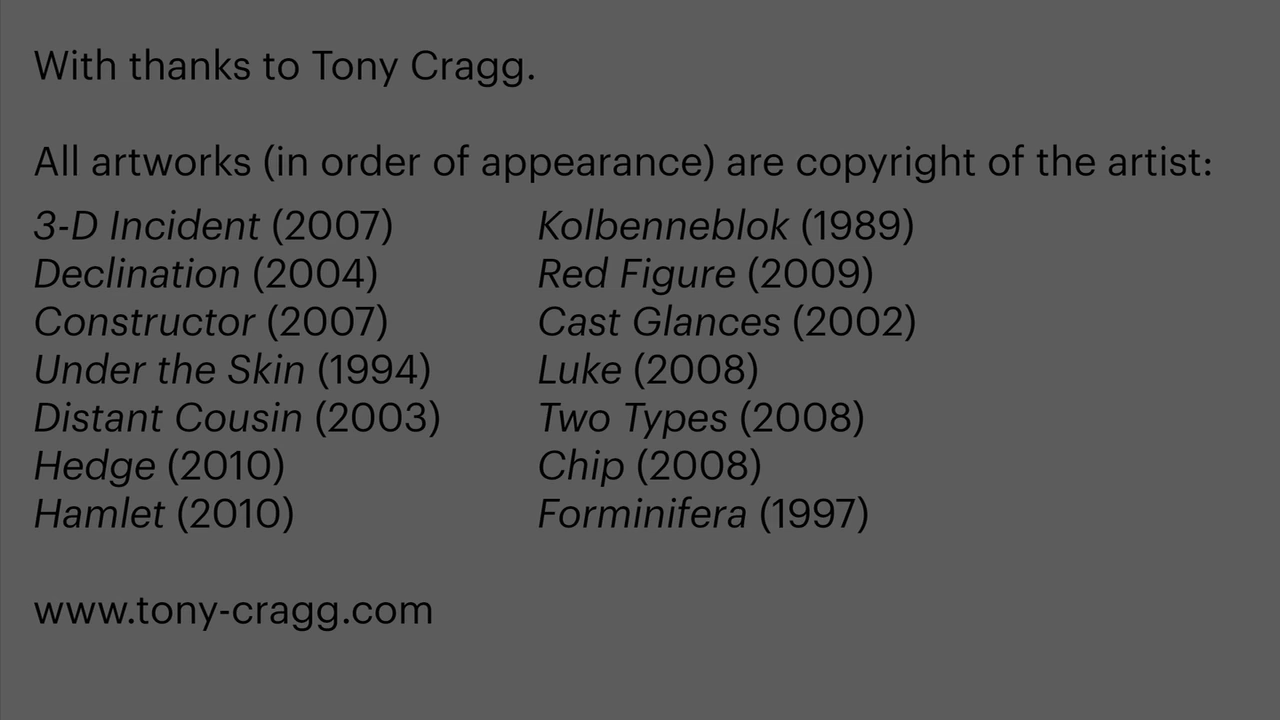 With thanks to Tony Cragg.
All artworks (in order of appearance) are copyright of the artist:
3-D Incident (2007)
Declination (2004)
Constructor (2007)
Under the Skin (1994)
Distant Cousin (2003)
Hedge (2010)
Hamlet (2010)
Kolbenneblok (1989)
Red Figure (2009)
Cast Glances (2002)
Luke (2008)
Two Types (2008)
Chip (2008)
Forminifera (1997)
www.tony-cragg.com